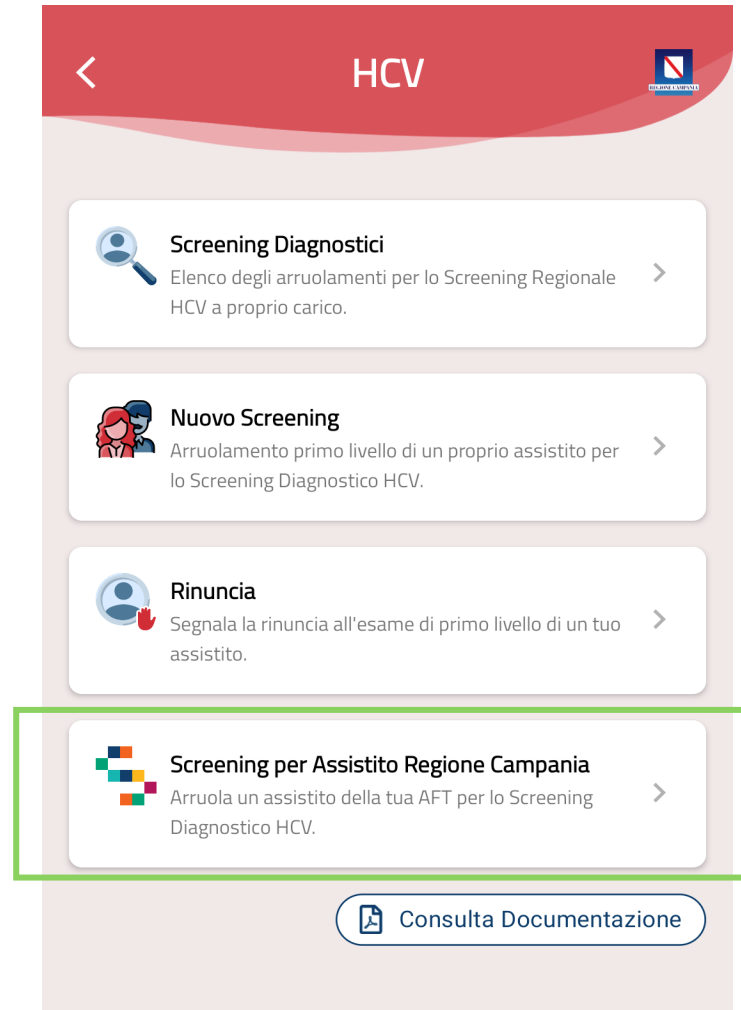 HCV
REGIONE CAMPANIA
Screening Diagnostici
Elenco degli arruolamenti per lo Screening Regionale
HCV a proprio carico.
Nuovo Screening
Arruolamento primo livello di un proprio assistito per
lo Screening Diagnostico HCV.
Rinuncia
Segnala la rinuncia all'esame di primo livello di un tuo
assistito.
Screening per Assistito Regione Campania
Arruola un assistito della tua AFT per lo Screening
Diagnostico HCV.
Consulta Documentazione